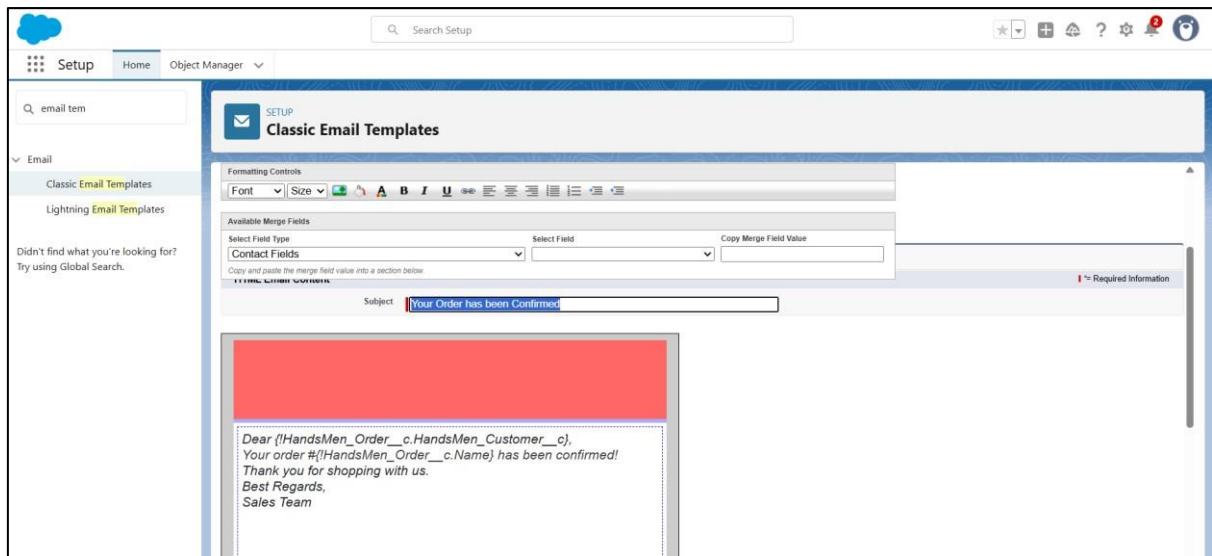 Search Setup
2
Setup Home Object Manager
email tem
SETUP
Classic Email Templates
Email
Classic Email Templates
Lightning Email Templates
Didn't find what you're looking for?
Try using Global Search.
Formatting Controls
Font Size A B I U
Available Merge Fields
Select Field Type Select Field Copy Merge Field Value
Contact Fields
Copy and paste the merge field value into a section below.
HTML Email Content = Required Information
Subject Your Order has been Confirmed
Dear {!HandsMen_Order__c.HandsMen_Customer__c},
Your order #{!HandsMen_Order__c.Name} has been confirmed!
Thank you for shopping with us.
Best Regards,
Sales Team